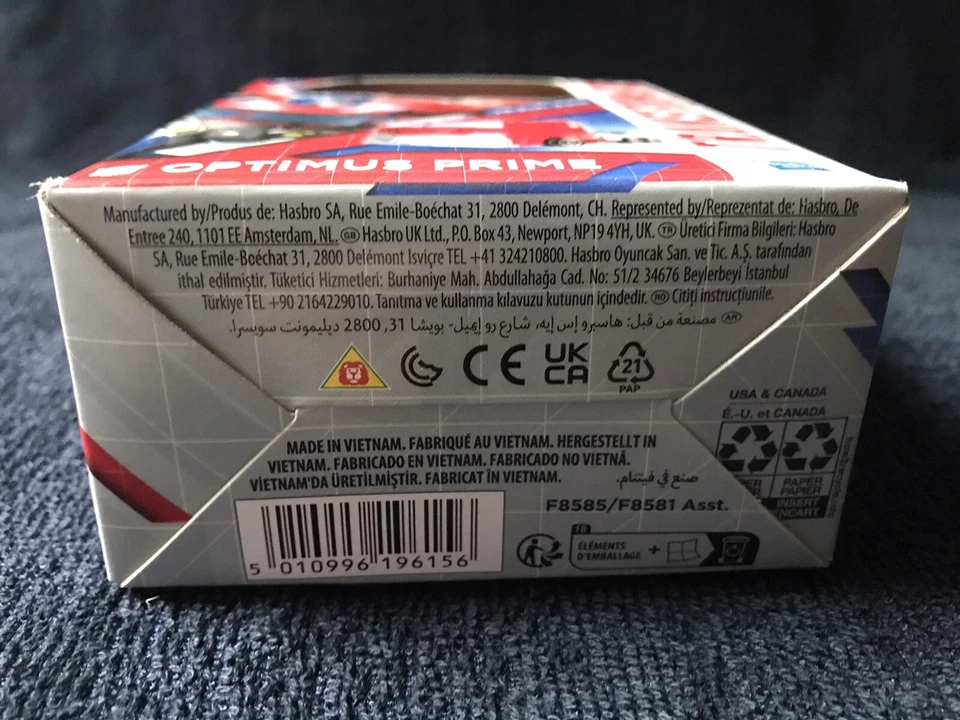 OPTIMUS PRIME
Manufactured by/Produs de: Hasbro SA, Rue Emile-Boéchat 31, 2800 Delémont, CH. Represented by/Reprezentat de: Hasbro, De
Entree 240, 1101 EE Amsterdam, NL. GB Hasbro UK Ltd., P.O. Box 43, Newport, NP19 4YH, UK. TR Üretici Firma Bilgileri: Hasbro
SA, Rue Emile-Boéchat 31, 2800 Delémont Isviçre TEL +41 324210800. Hasbro Oyuncak San. ve Tic. A.Ş. tarafından
ithal edilmiştir. Tüketici Hizmetleri: Burhaniye Mah. Abdullahağa Cad. No: 51/2 34676 Beylerbeyi İstanbul
Türkiye TEL +90 2164229010. Tanıtma ve kullanma kılavuzu kutunun içindedir. RO Citiți instrucțiunile.
AR مصنعة من قبل: هاسبرو إس إيه، شارع رو إميل- بويشا 31, 2800 ديليمونت سويسرا.
CE
UK
CA
21
PAP
USA & CANADA
É.-U. et CANADA
PAPER
PAPIER
INSERT
ENCART
MADE IN VIETNAM. FABRIQUÉ AU VIETNAM. HERGESTELLT IN
VIETNAM. FABRICADO EN VIETNAM. FABRICADO NO VIETNÃ.
VİETNAM'DA ÜRETİLMİŞTİR. FABRICAT ÎN VIETNAM.
صنع في فيتنام.
F8585/F8581 Asst.
FR
ÉLÉMENTS
D'EMBALLAGE +
5 010996 196156